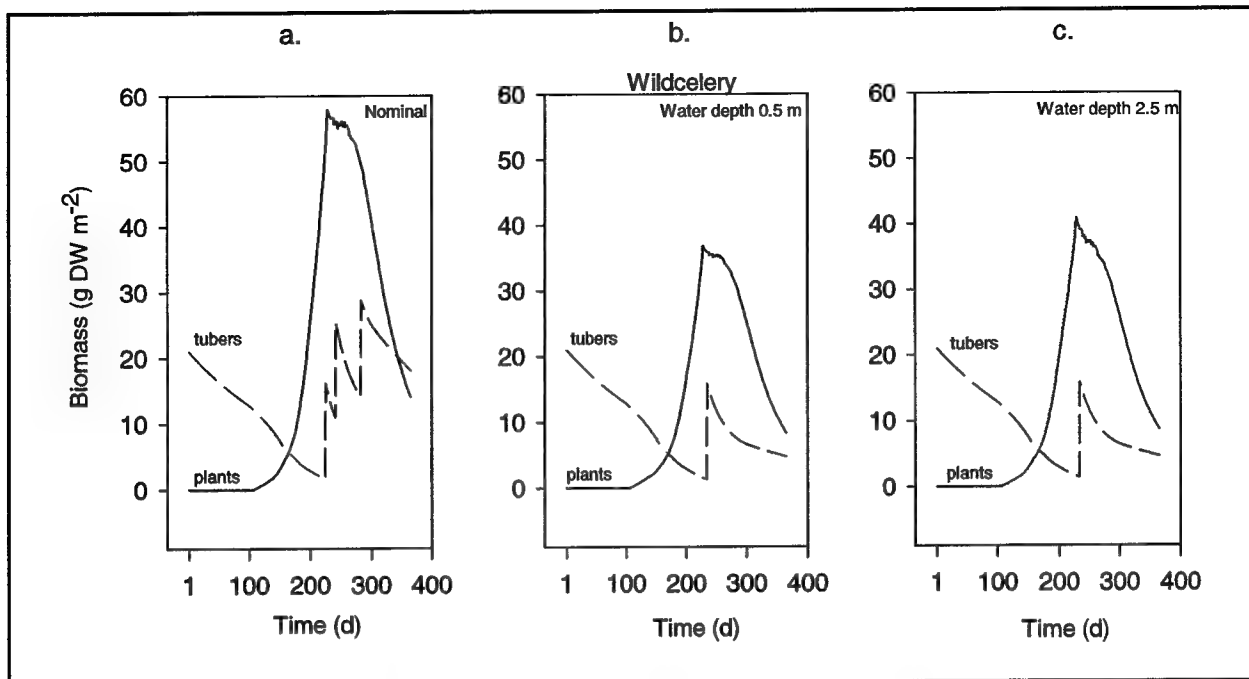 a.
b.
c.
Wildcelery
Nominal
Water depth 0.5 m
Water depth 2.5 m
Biomass (g DW m⁻²)
60
50
40
30
20
10
0
tubers
plants
1 100 200 300 400
Time (d)
60
50
40
30
20
10
0
tubers
plants
1 100 200 300 400
Time (d)
60
50
40
30
20
10
0
tubers
plants
1 100 200 300 400
Time (d)